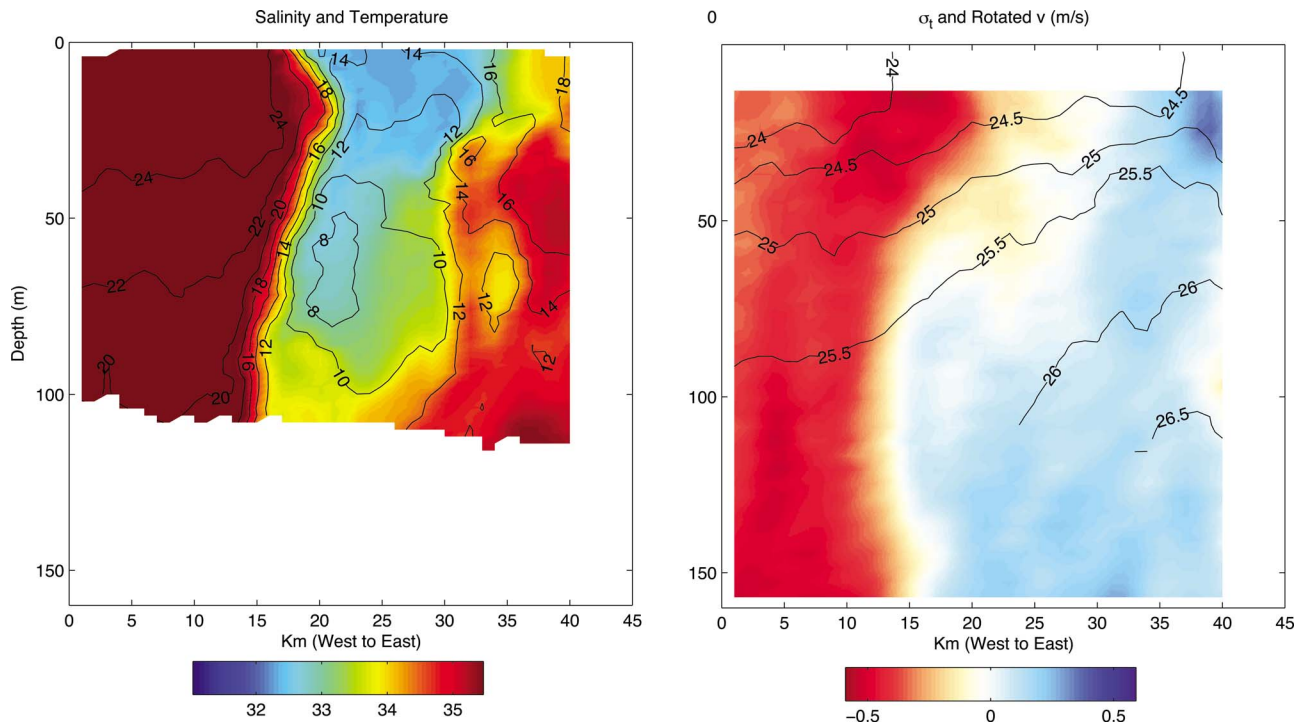 Salinity and Temperature
0
50
100
150
Depth (m)
14 14 16 18
24 18 12
16 12 16
24 10 14 16
20
22 8
14 10
22 18 8 12 12 14
12
20 16 10 12
20
0 5 10 15 20 25 30 35 40 45
Km (West to East)
32 33 34 35
0 σt and Rotated v (m/s)
50
100
150
24
24 24.5 24.5
24.5 25
25.5
25 25 25.5
26
25.5 26
26.5
0 5 10 15 20 25 30 35 40 45
Km (West to East)
−0.5 0 0.5